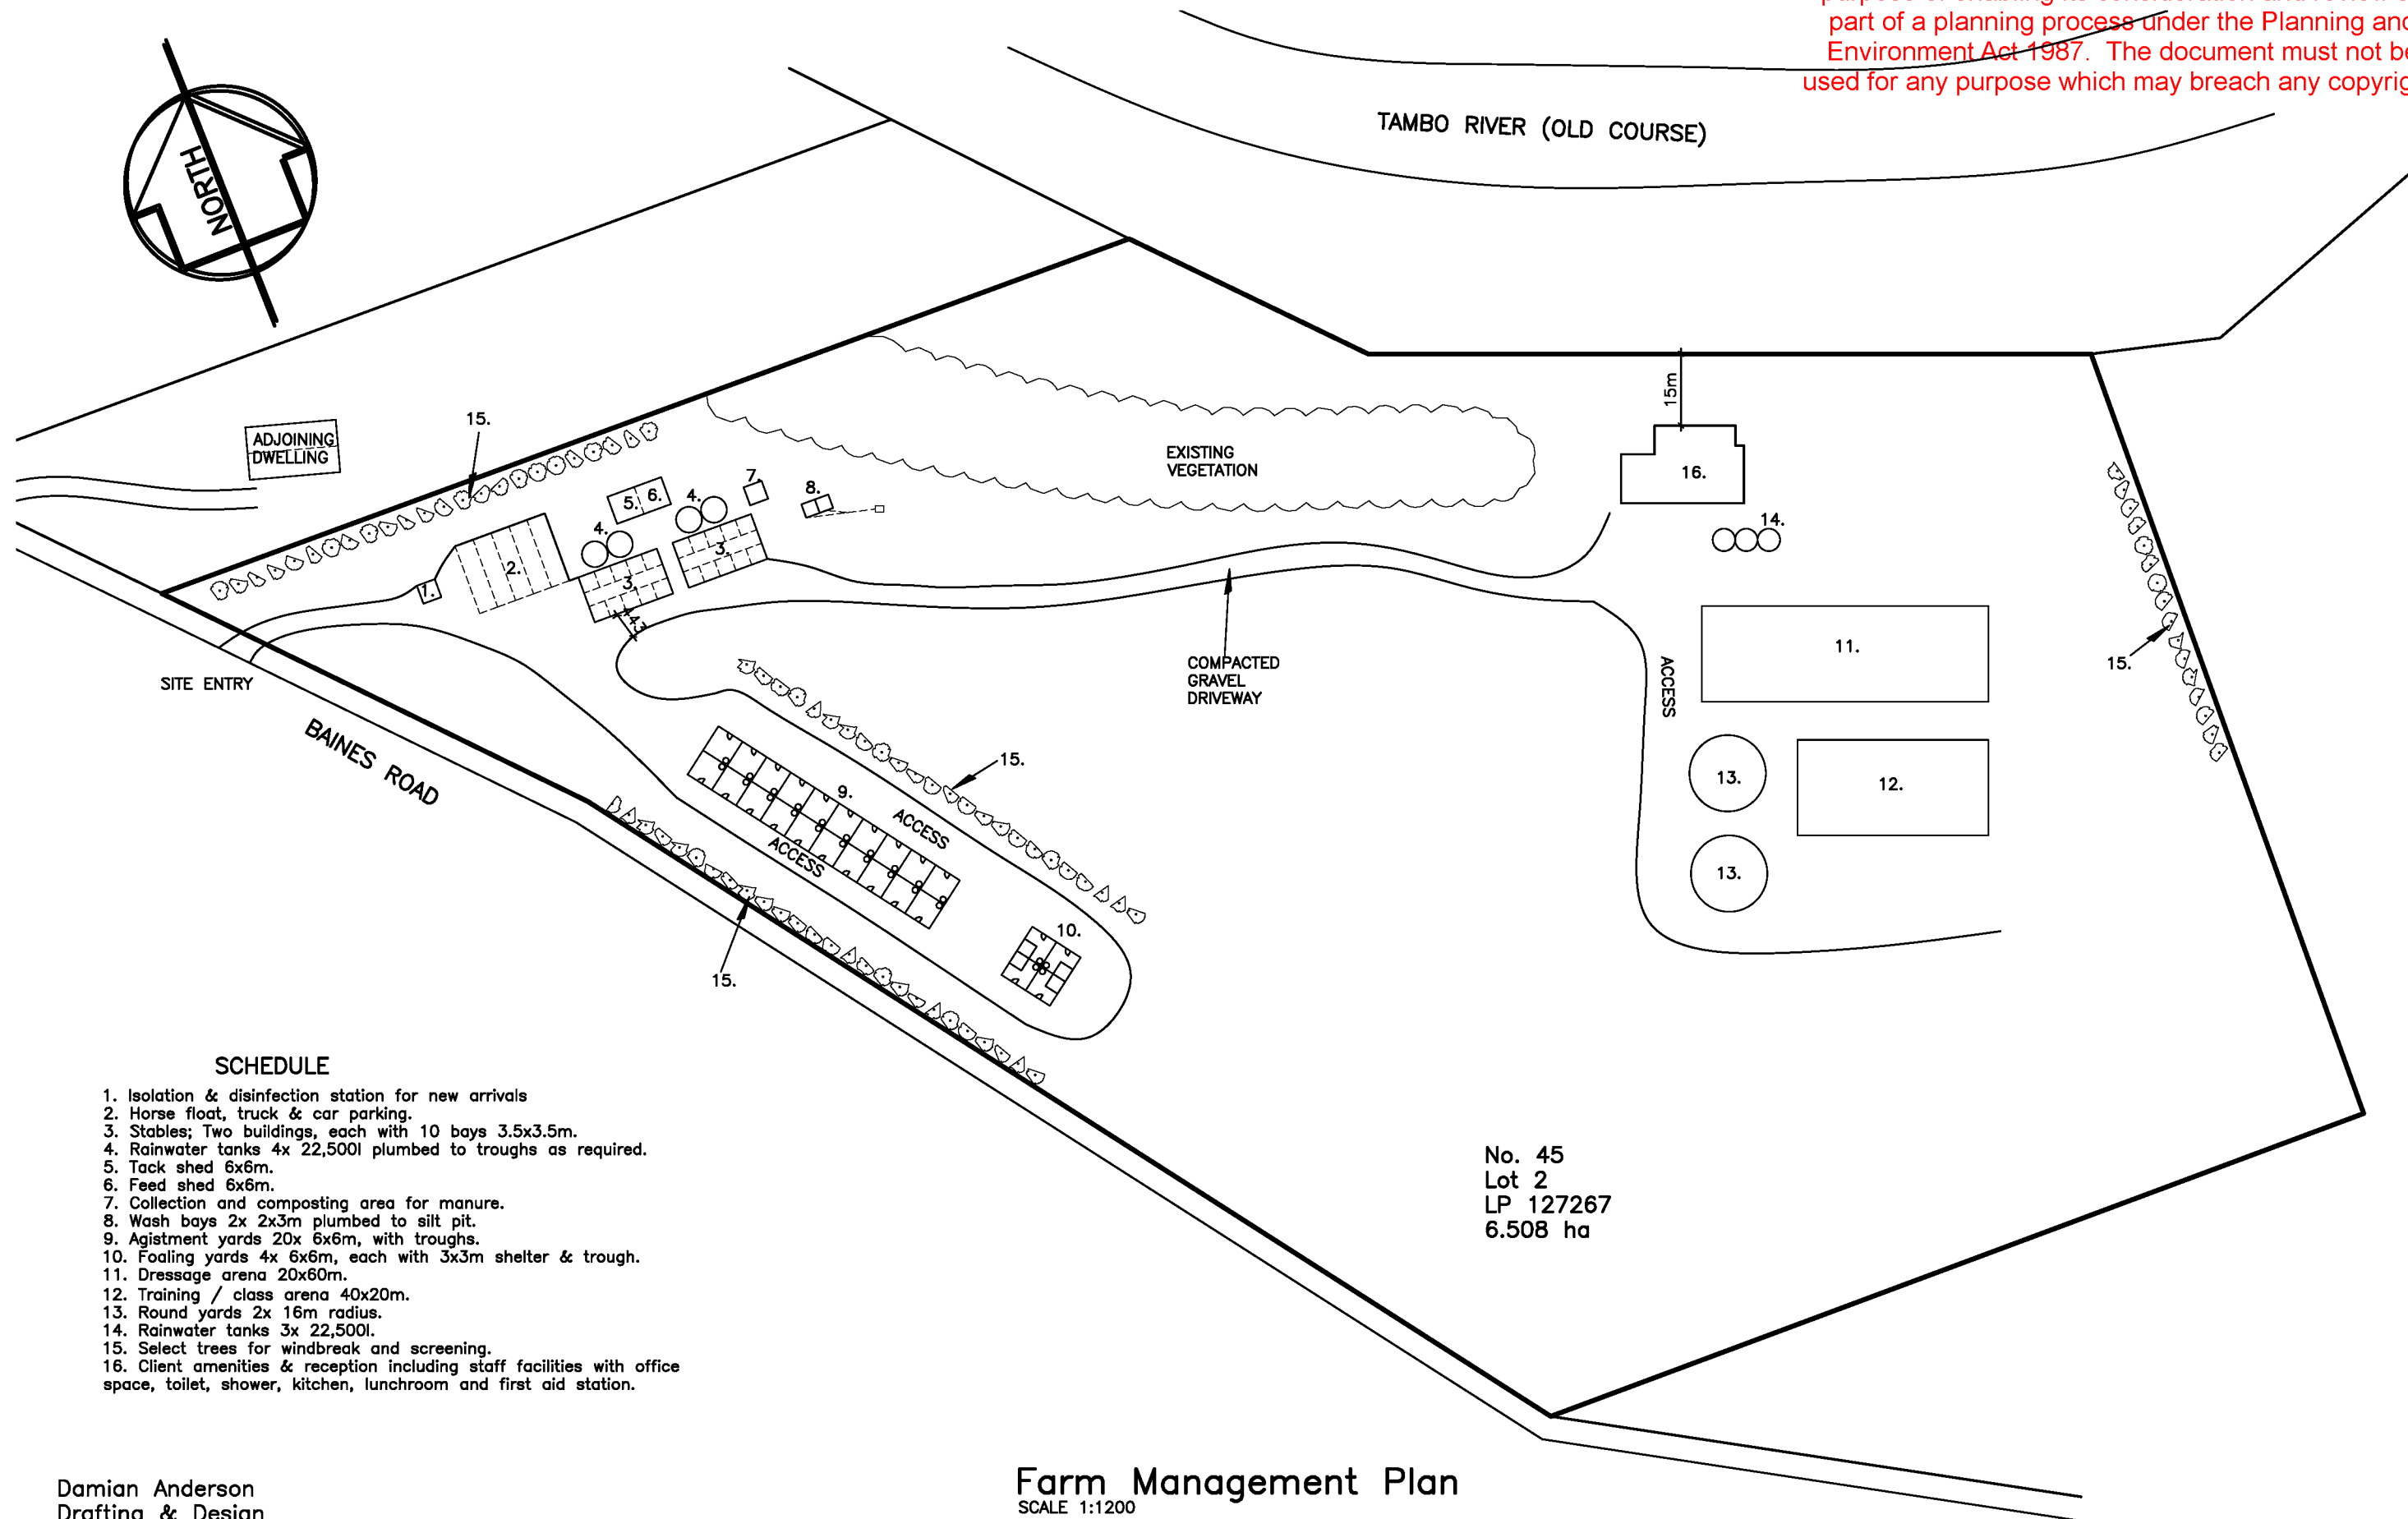 part of a planning process under the Planning and
Environment Act 1987. The document must not be
used for any purpose which may breach any
TAMBO RIVER (OLD COURSE)
NORTH
15m
ADJOINING
DWELLING
15.
EXISTING
VEGETATION
16.
14.
7.
8.
5.
6.
4.
4.
3.
3.
2.
1.
SITE ENTRY
BAINES ROAD
COMPACTED
GRAVEL
DRIVEWAY
ACCESS
11.
15.
12.
13.
13.
15.
9.
ACCESS
ACCESS
10.
15.
SCHEDULE
1. Isolation & disinfection station for new arrivals
2. Horse float, truck & car parking.
3. Stables; Two buildings, each with 10 bays 3.5x3.5m.
4. Rainwater tanks 4x 22,500l plumbed to troughs as required.
5. Tack shed 6x6m.
6. Feed shed 6x6m.
7. Collection and composting area for manure.
8. Wash bays 2x 2x3m plumbed to silt pit.
9. Agistment yards 20x 6x6m, with troughs.
10. Foaling yards 4x 6x6m, each with 3x3m shelter & trough.
11. Dressage arena 20x60m.
12. Training / class arena 40x20m.
13. Round yards 2x 16m radius.
14. Rainwater tanks 3x 22,500l.
15. Select trees for windbreak and screening.
16. Client amenities & reception including staff facilities with office
space, toilet, shower, kitchen, lunchroom and first aid station.
No. 45
Lot 2
LP 127267
6.508 ha
Damian Anderson
Drafting & Design
Farm Management Plan
SCALE 1:1200